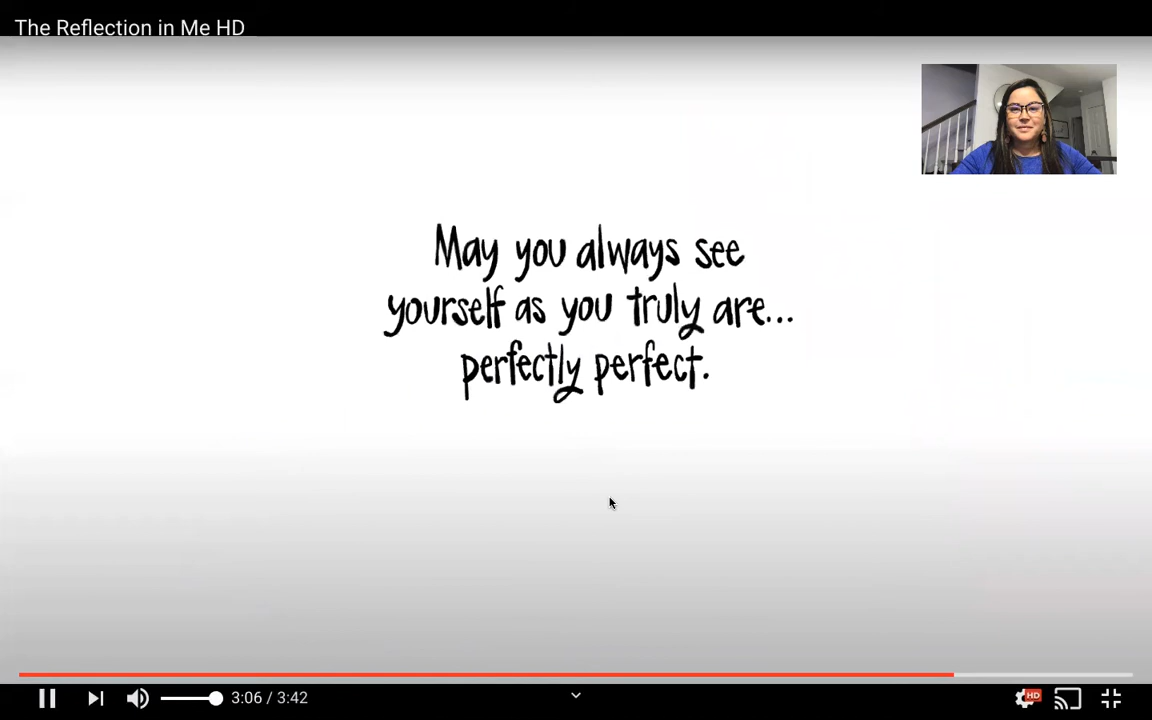 The Reflection in Me HD
May you always see
yourself as you truly are...
perfectly perfect.
3:06 / 3:42
HD